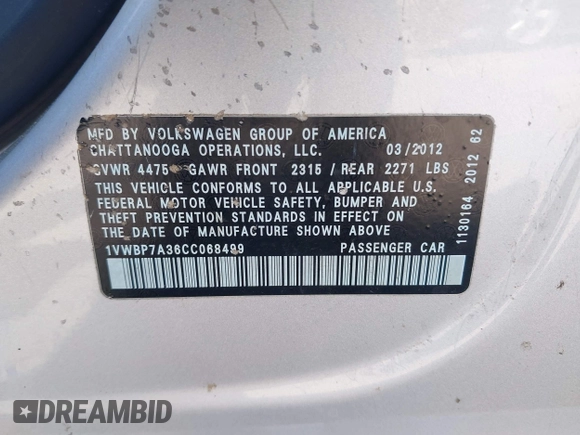 MFD BY VOLKSWAGEN GROUP OF AMERICA
CHATTANOOGA OPERATIONS, LLC. 03/2012
GVWR 4475 GAWR FRONT 2315 / REAR 2271 LBS
THIS VEHICLE CONFORMS TO ALL APPLICABLE U.S.
FEDERAL MOTOR VEHICLE SAFETY, BUMPER AND
THEFT PREVENTION STANDARDS IN EFFECT ON
THE DATE OF MANUFACTURE SHOWN ABOVE
1VWBP7A36CC068499 PASSENGER CAR
1130164 2012 62
DREAMBID